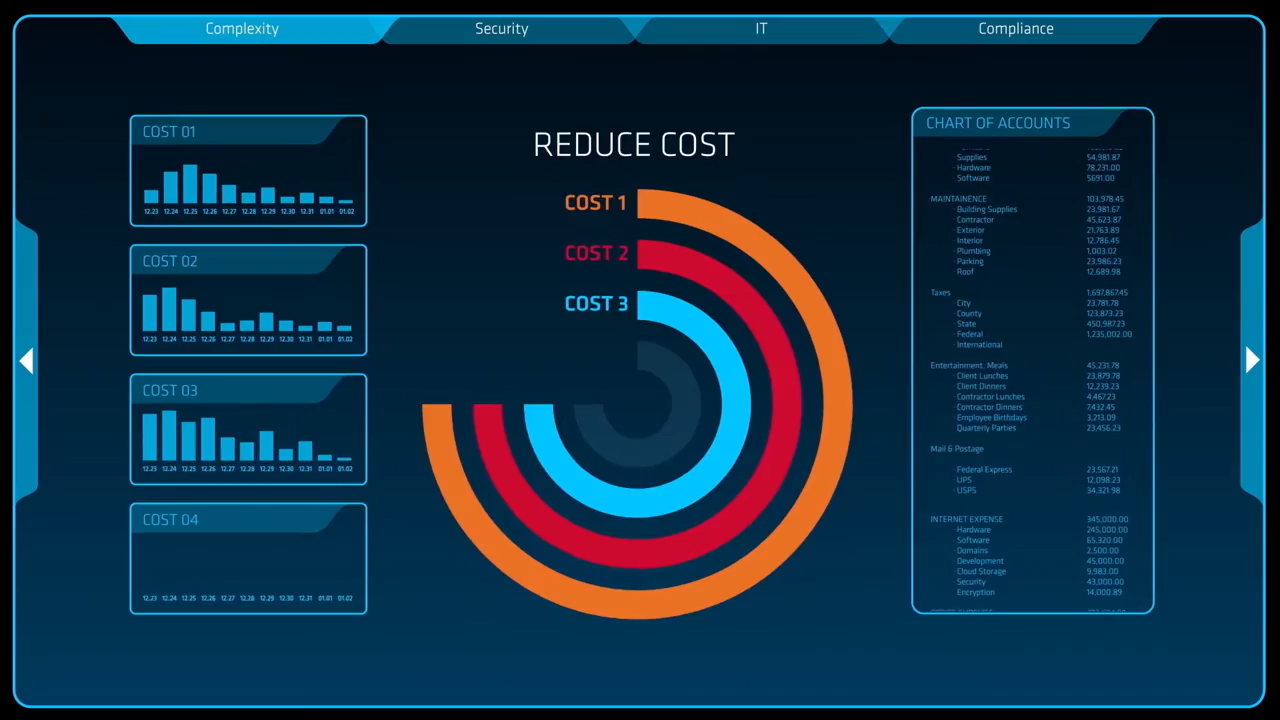 Complexity
Security
IT
Compliance
COST 01
12.23 12.24 12.25 12.26 12.27 12.28 12.29 12.30 12.31 01.01 01.02
COST 02
12.23 12.24 12.25 12.26 12.27 12.28 12.29 12.30 12.31 01.01 01.02
COST 03
12.23 12.24 12.25 12.26 12.27 12.28 12.29 12.30 12.31 01.01 01.02
COST 04
12.23 12.24 12.25 12.26 12.27 12.28 12.29 12.30 12.31 01.01 01.02
REDUCE COST
COST 1
COST 2
COST 3
CHART OF ACCOUNTS
· Supplies 54,981.87
· Hardware 78,231.00
· Software 5691.00
MAINTAINENCE 103,978.45
· Building Supplies 23,981.67
· Contractor 45,623.87
· Exterior 21,763.89
· Interior 12,786.45
· Plumbing 1,003.02
· Parking 23,986.23
· Roof 12,689.98
Taxes 1,697,867.45
· City 23,781.78
· County 123,873.23
· State 450,987.23
· Federal 1,235,002.00
· International
Entertainment, Meals 45,231.78
· Client Lunches 23,879.78
· Client Dinners 12,239.23
· Contractor Lunches 4,467.23
· Contractor Dinners 7,432.45
· Employee Birthdays 3,213.09
· Quarterly Parties 23,456.23
Mail & Postage
· Federal Express 23,567.21
· UPS 12,098.23
· USPS 34,321.98
INTERNET EXPENSE 345,000.00
· Hardware 245,000.00
· Software 65,320.00
· Domains 2,500.00
· Development 45,000.00
· Cloud Storage 9,983.00
· Security 43,000.00
· Encryption 14,000.89